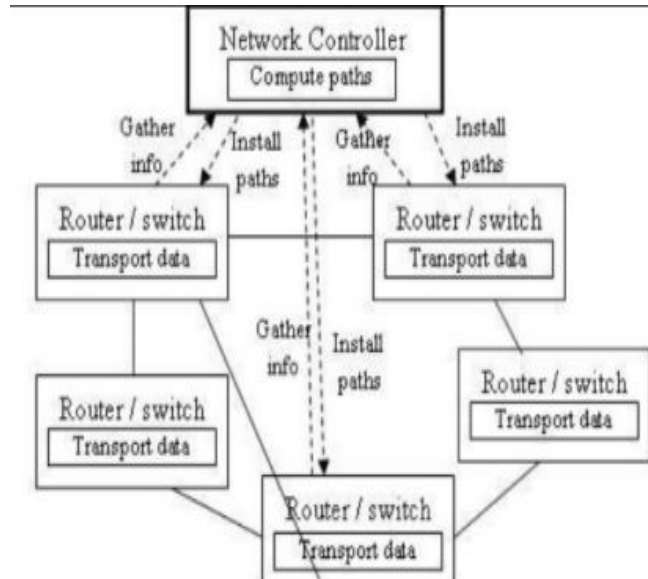 Network Controller
Compute paths
Gather
info
Install
paths
Gather
info
Install
paths
Router / switch
Transport data
Router / switch
Transport data
Gather
info
Install
paths
Router / switch
Transport data
Router / switch
Transport data
Router / switch
Transport data